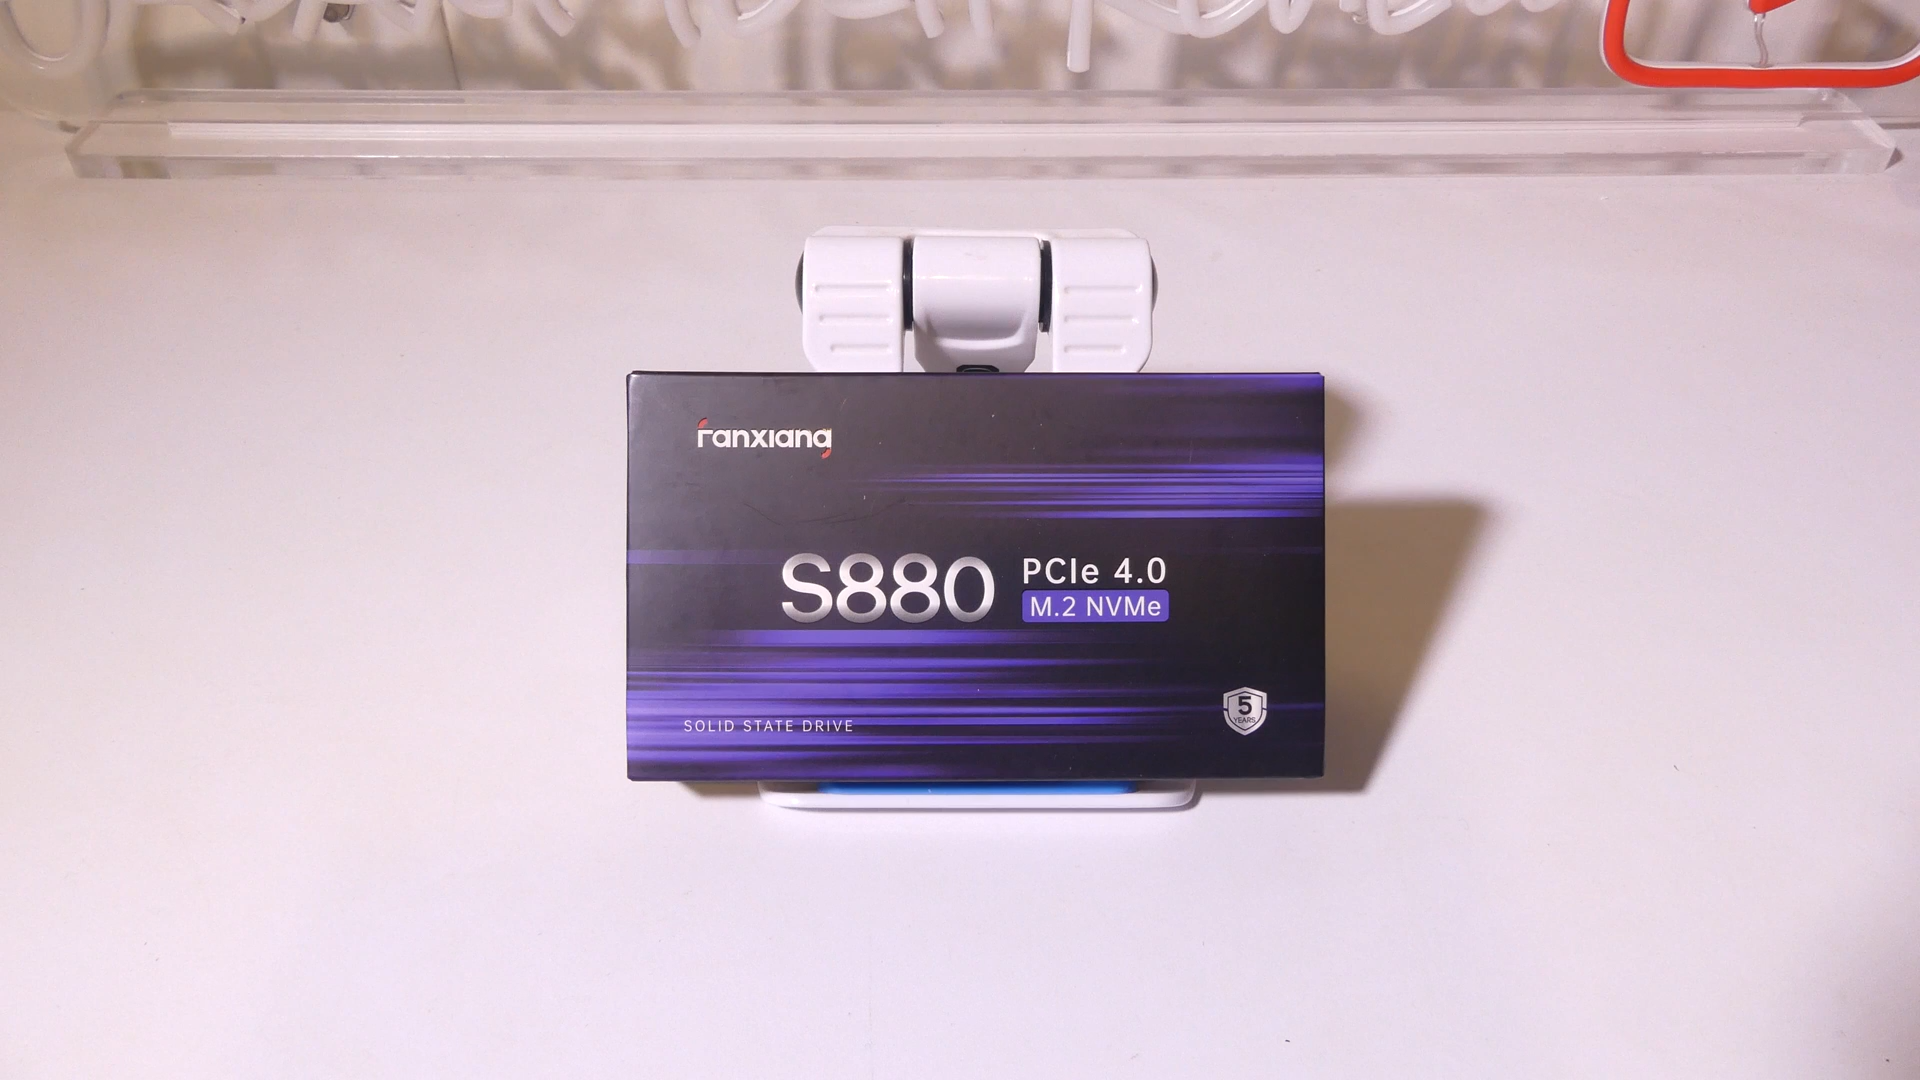 fanxiang
S880
PCIe 4.0
M.2 NVMe
SOLID STATE DRIVE
5
YEARS